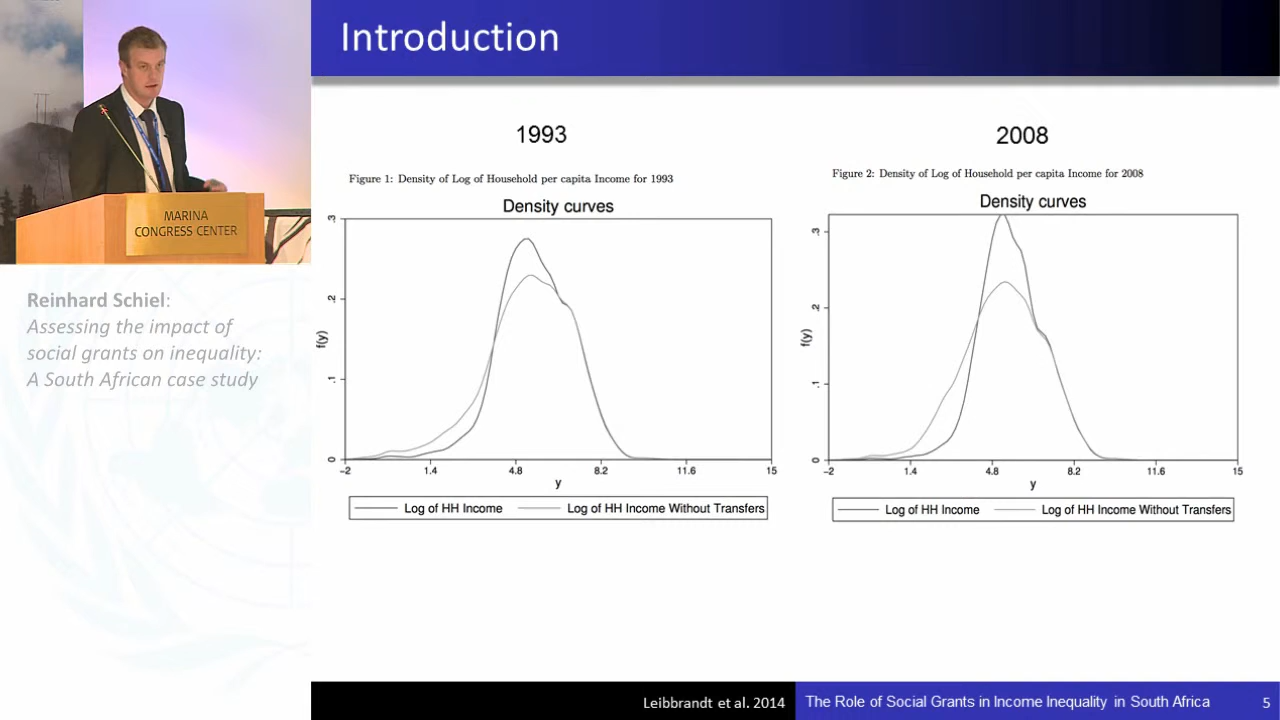 Introduction
MARINA
CONGRESS CENTER
Reinhard Schiel:
Assessing the impact of
social grants on inequality:
A South African case study
1993
Figure 1: Density of Log of Household per capita Income for 1993
Density curves
.3
.2
.1
0
f(y)
-2 1.4 4.8 8.2 11.6 15
y
Log of HH Income Log of HH Income Without Transfers
2008
Figure 2: Density of Log of Household per capita Income for 2008
Density curves
.3
.2
.1
0
f(y)
-2 1.4 4.8 8.2 11.6 15
y
Log of HH Income Log of HH Income Without Transfers
Leibbrandt et al. 2014 The Role of Social Grants in Income Inequality in South Africa 5